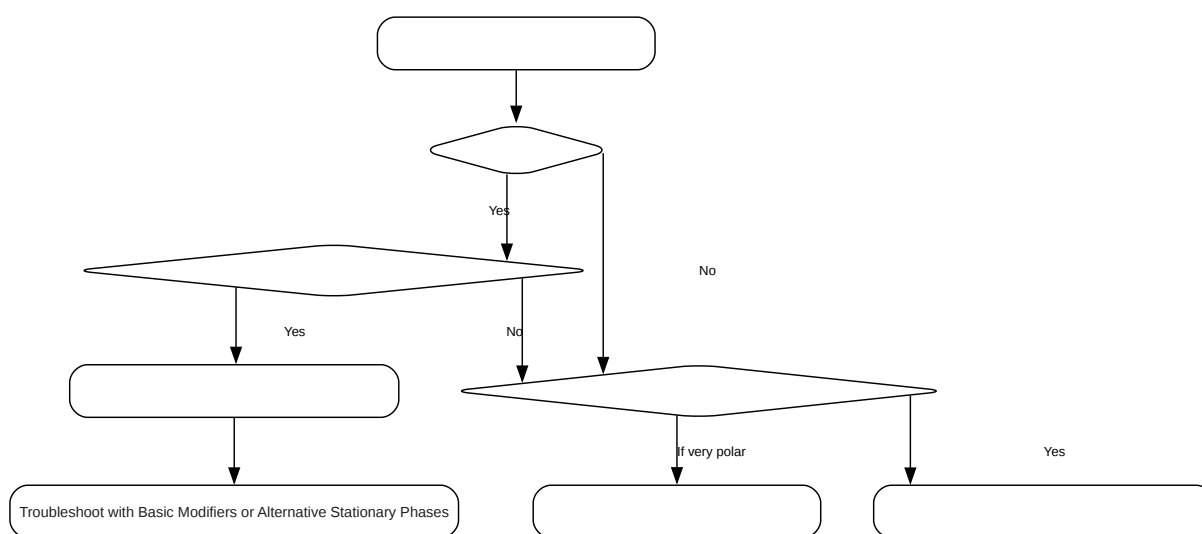 Yes
No
Yes
No
If very polar
Yes
Troubleshoot with Basic Modifiers or Alternative Stationary Phases